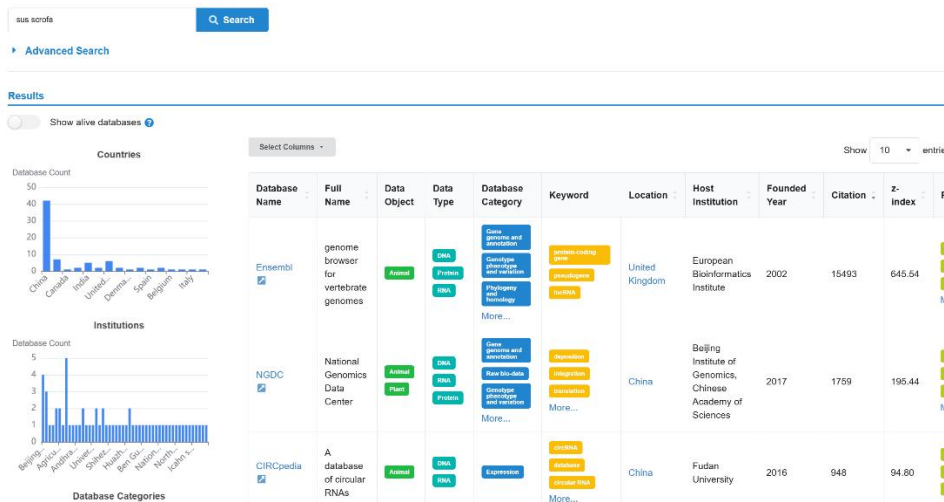 sus scrofa
Search
Advanced Search
Results
Show alive databases
Select Columns
Show 10 entrie
Countries
Database Count
50
40
30
20
10
0
China
Canada
India
United...
Denma...
Spain
Belgium
Italy
Institutions
Database Count
5
4
3
2
1
0
Beijing...
Agricu...
Andhra...
Univer...
Shihez...
Huazh...
Ben Gu...
Nation...
North...
Icahn s...
Database Categories
Database Name
Full Name
Data Object
Data Type
Database Category
Keyword
Location
Host Institution
Founded Year
Citation
z-index
Ensembl
genome
browser
for
vertebrate
genomes
Animal
DNA
Protein
RNA
Gene genome and annotation
Genotype phenotype and variation
Phylogeny and homology
More...
protein-coding gene
pseudogene
lncRNA
United
Kingdom
European
Bioinformatics
Institute
2002
15493
645.54
NGDC
National
Genomics
Data
Center
Animal
Plant
DNA
RNA
Protein
Gene genome and annotation
Raw bio-data
Genotype phenotype and variation
More...
deposition
integration
translation
More...
China
Beijing
Institute of
Genomics,
Chinese
Academy of
Sciences
2017
1759
195.44
CIRCpedia
A
database
of circular
RNAs
Animal
DNA
RNA
Expression
circRNA
database
circular RNA
More...
China
Fudan
University
2016
948
94.80